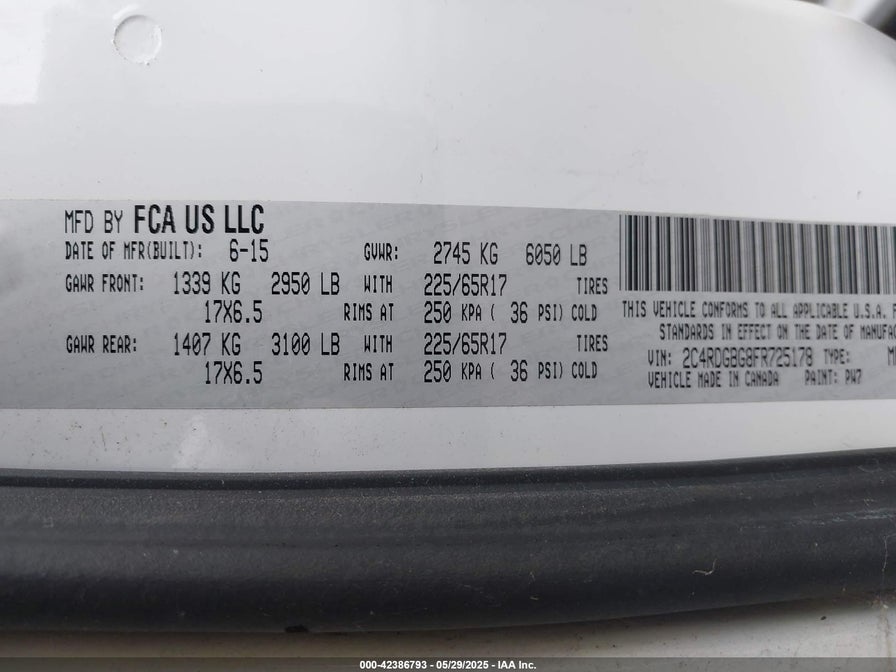 MFD BY FCA US LLC
DATE OF MFR(BUILT): 6-15 GVWR: 2745 KG 6050 LB
GAWR FRONT: 1339 KG 2950 LB WITH 225/65R17 TIRES
17X6.5 RIMS AT 250 KPA ( 36 PSI) COLD
GAWR REAR: 1407 KG 3100 LB WITH 225/65R17 TIRES
17X6.5 RIMS AT 250 KPA ( 36 PSI) COLD
THIS VEHICLE CONFORMS TO ALL APPLICABLE U.S.A. F
STANDARDS IN EFFECT ON THE DATE OF MANUFAC
VIN: 2C4RDGBG8FR725178 TYPE: M
VEHICLE MADE IN CANADA PAINT: PW7
000-42386793 - 05/29/2025 - IAA Inc.